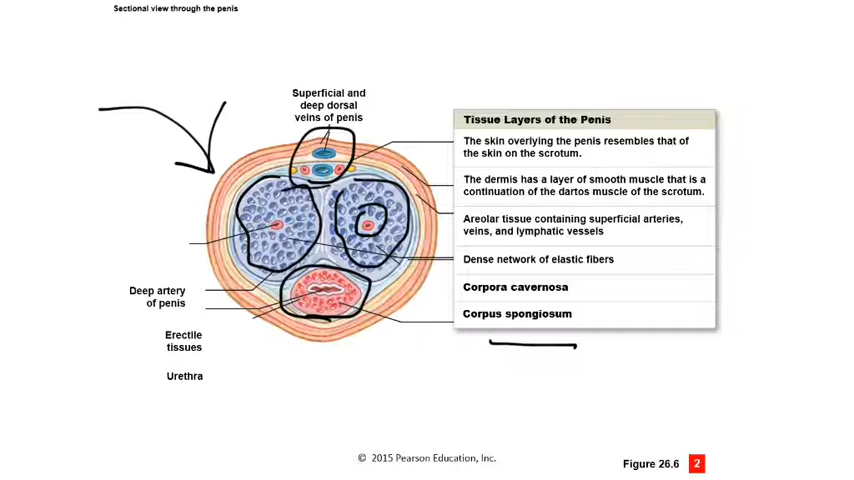 Sectional view through the penis
Superficial and
deep dorsal
veins of penis
Tissue Layers of the Penis
The skin overlying the penis resembles that of
the skin on the scrotum.
The dermis has a layer of smooth muscle that is a
continuation of the dartos muscle of the scrotum.
Areolar tissue containing superficial arteries,
veins, and lymphatic vessels
Dense network of elastic fibers
Corpora cavernosa
Corpus spongiosum
Deep artery
of penis
Erectile
tissues
Urethra
© 2015 Pearson Education, Inc.
Figure 26.6 2